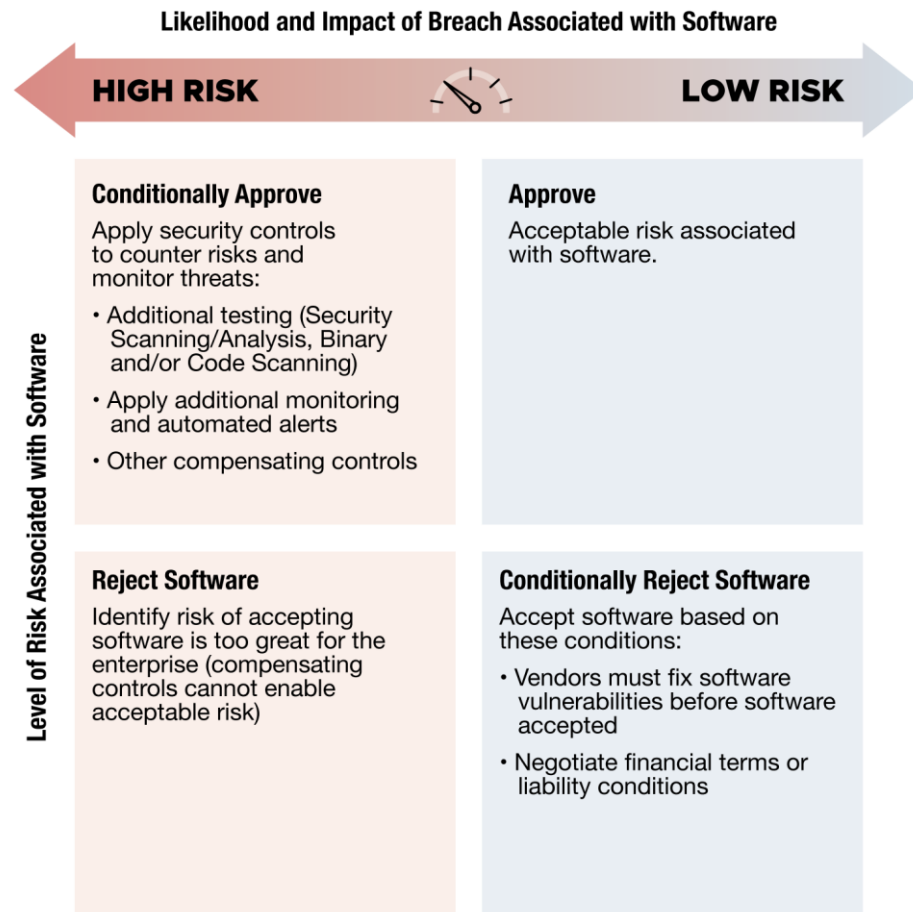 Likelihood and Impact of Breach Associated with Software
HIGH RISK
LOW RISK
Level of Risk Associated with Software
Conditionally Approve
Apply security controls
to counter risks and
monitor threats:
• Additional testing (Security
Scanning/Analysis, Binary
and/or Code Scanning)
• Apply additional monitoring
and automated alerts
• Other compensating controls
Approve
Acceptable risk associated
with software.
Reject Software
Identify risk of accepting
software is too great for the
enterprise (compensating
controls cannot enable
acceptable risk)
Conditionally Reject Software
Accept software based on
these conditions:
• Vendors must fix software
vulnerabilities before software
accepted
• Negotiate financial terms or
liability conditions